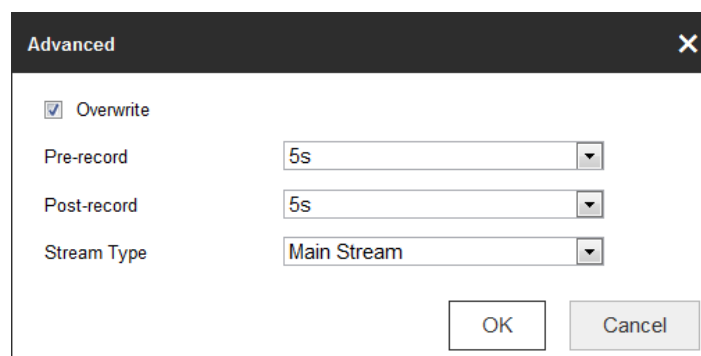 Advanced
Overwrite
Pre-record 5s
Post-record 5s
Stream Type Main Stream
OK Cancel